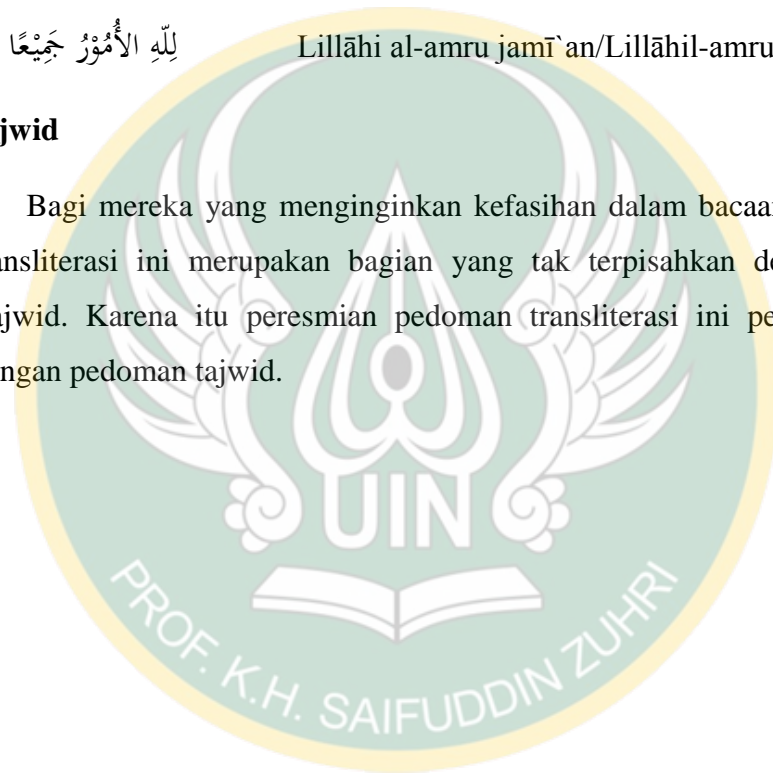 لِلّهِ الأُمُوْرُ جَمِيْعًا Lillāhi al-amru jamī`an/Lillāhil-amru
jwid
Bagi mereka yang menginginkan kefasihan dalam bacaa
ansliterasi ini merupakan bagian yang tak terpisahkan d
ajwid. Karena itu peresmian pedoman transliterasi ini pe
ngan pedoman tajwid.
UIN
PROF. K.H. SAIFUDDIN ZUHRI